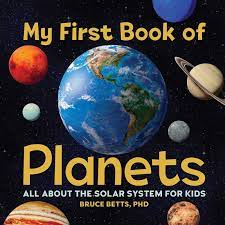 My First Book of
Planets
ALL ABOUT THE SOLAR SYSTEM FOR KIDS
BRUCE BETTS, PHD